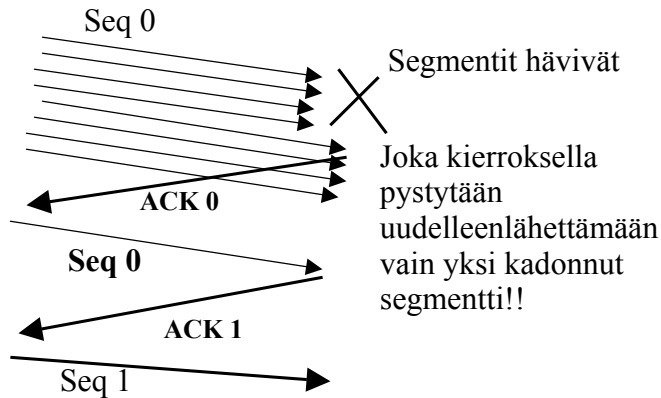 Seq 0
Segmentit hävivät
Joka kierroksella
pystytään
uudelleenlähettämään
vain yksi kadonnut
segmentti!!
ACK 0
Seq 0
ACK 1
Seq 1